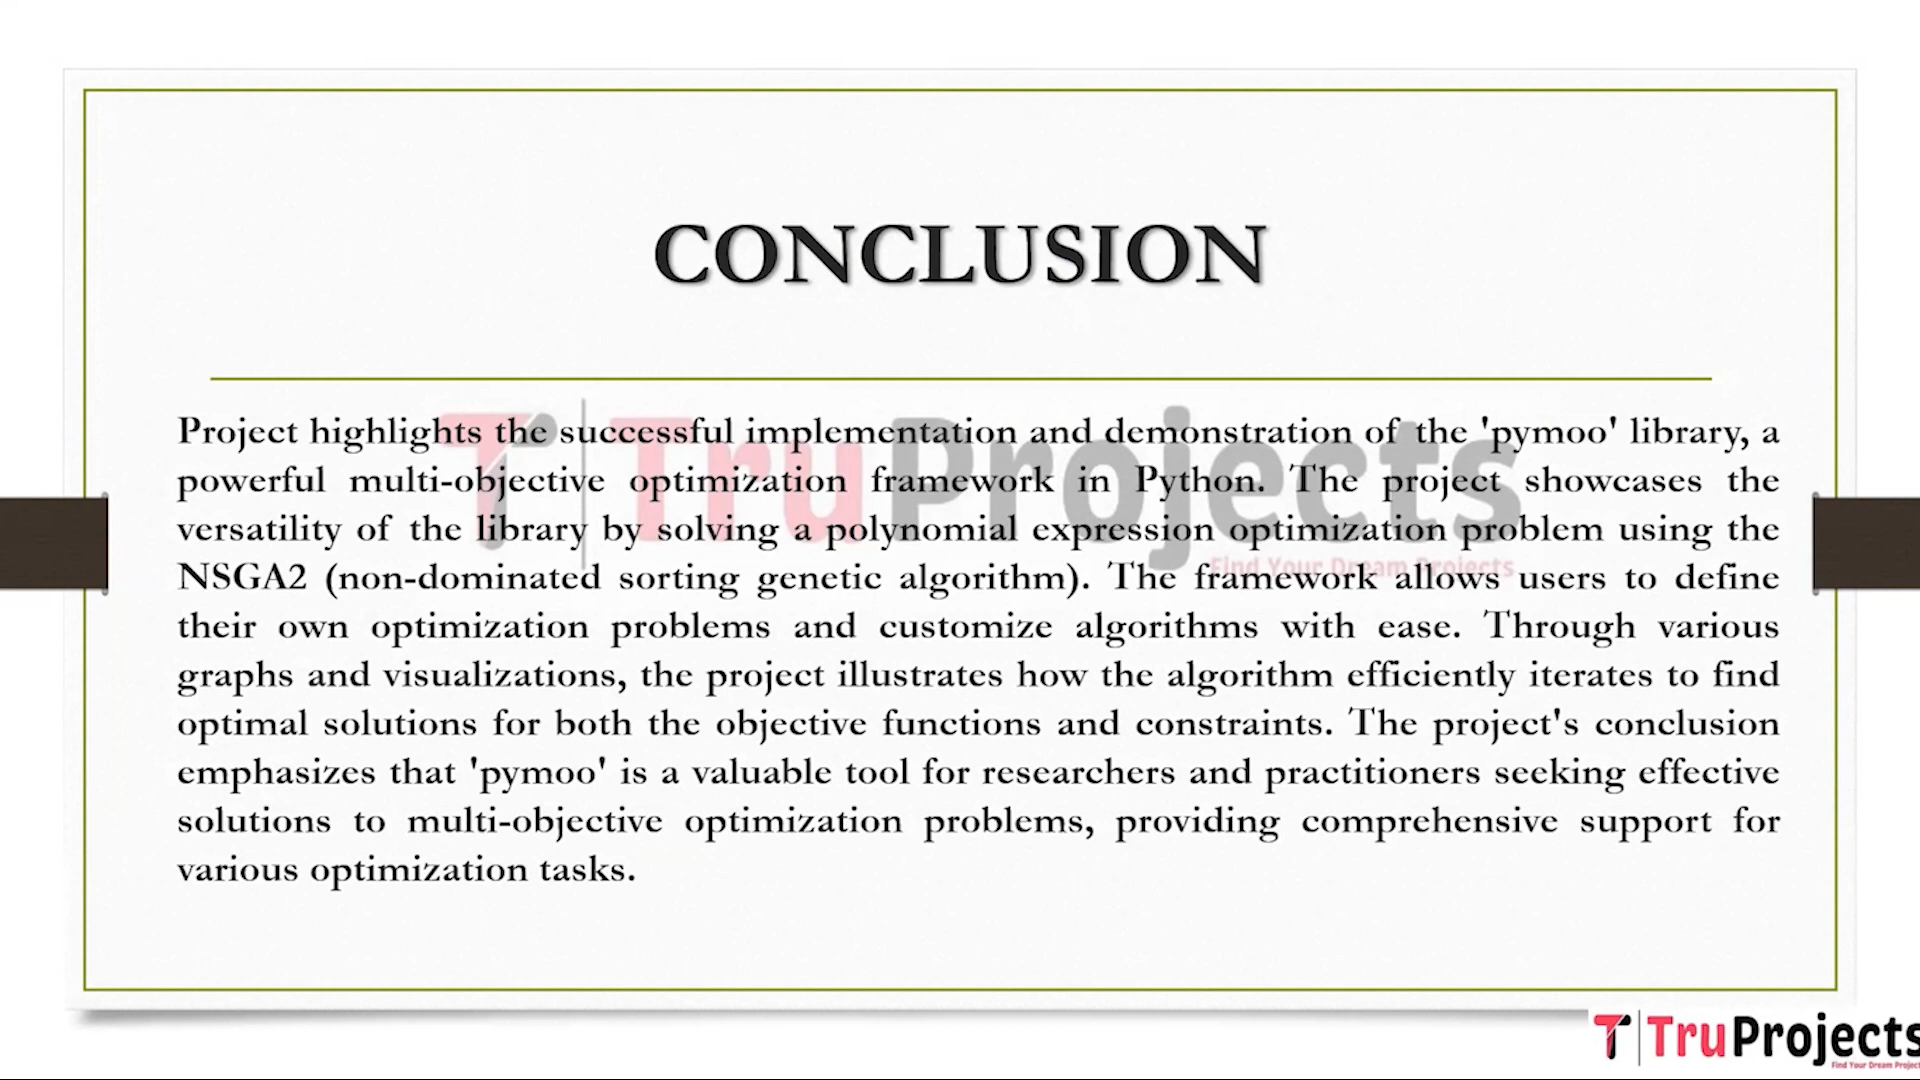 CONCLUSION
Project highlights the successful implementation and demonstration of the 'pymoo' library, a
powerful multi-objective optimization framework in Python. The project showcases the
versatility of the library by solving a polynomial expression optimization problem using the
NSGA2 (non-dominated sorting genetic algorithm). The framework allows users to define
their own optimization problems and customize algorithms with ease. Through various
graphs and visualizations, the project illustrates how the algorithm efficiently iterates to find
optimal solutions for both the objective functions and constraints. The project's conclusion
emphasizes that 'pymoo' is a valuable tool for researchers and practitioners seeking effective
solutions to multi-objective optimization problems, providing comprehensive support for
various optimization tasks.
TruProjects
Find Your Dream Projects
TruProjects
Find Your Dream Project